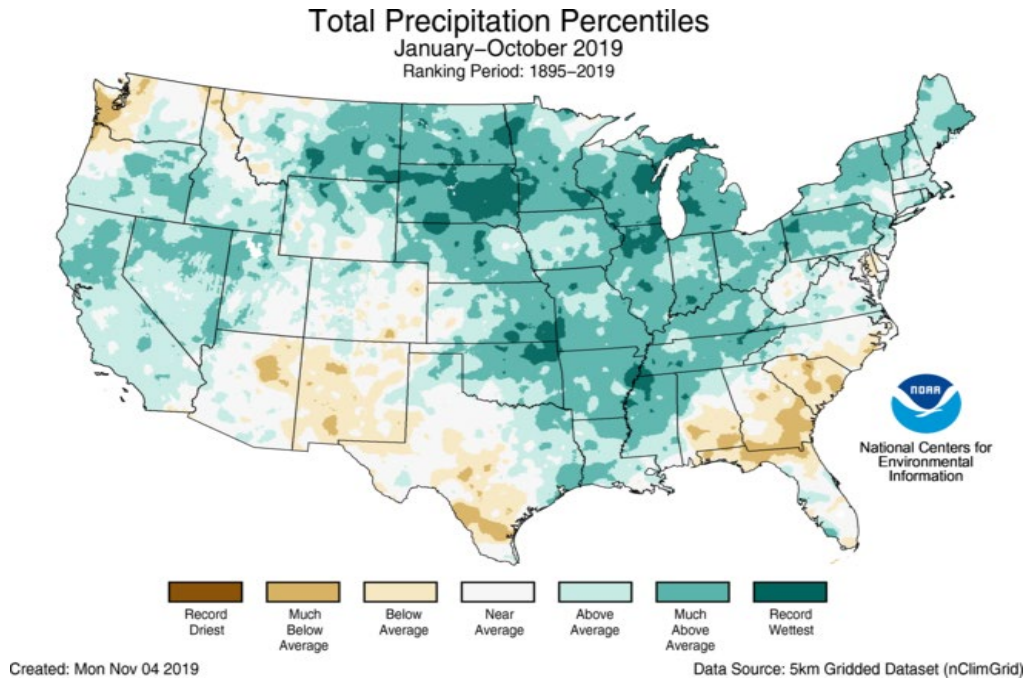 Total Precipitation Percentiles
January–October 2019
Ranking Period: 1895–2019
NOAA
National Centers for
Environmental
Information
Record
Driest
Much
Below
Average
Below
Average
Near
Average
Above
Average
Much
Above
Average
Record
Wettest
Created: Mon Nov 04 2019
Data Source: 5km Gridded Dataset (nClimGrid)